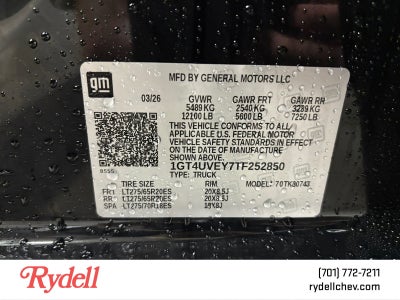 gm
MFD BY GENERAL MOTORS LLC
03/26 GVWR GAWR FRT GAWR RR
5489 KG 2540 KG 3289 KG
12100 LB 5600 LB 7250 LB
THIS VEHICLE CONFORMS TO ALL
APPLICABLE U.S. FEDERAL MOTOR
VEHICLE SAFETY STANDARDS IN
EFFECT ON THE DATE OF
MANUFACTURE SHOWN ABOVE.
1GT4UVEY7TF252850
TYPE: TRUCK MODEL: TK30743
TIRE SIZE RIM
FRT LT275/65R20ES 20X8.5J
RR LT275/65R20ES 20X8.5J
SPA LT275/70R18ES 18X8J
Rydell
(701) 772-7211
rydellchev.com